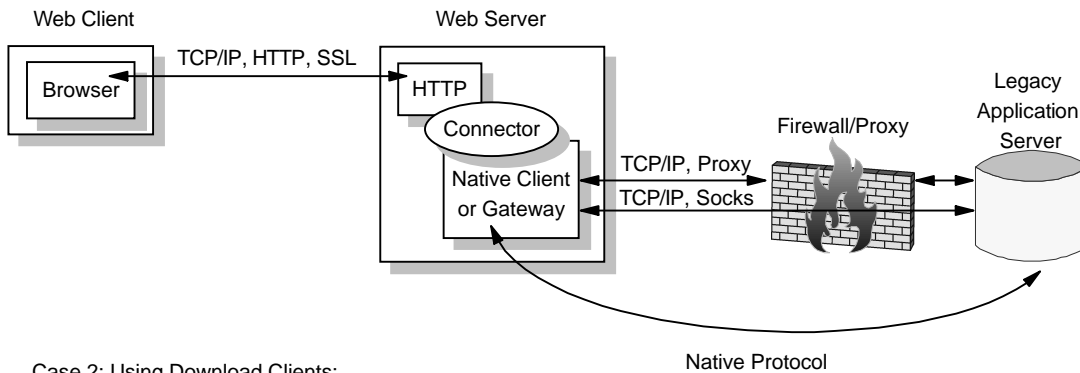 Web Client
Web Server
TCP/IP, HTTP, SSL
Browser
HTTP
Connector
Native Client
or Gateway
TCP/IP, Proxy
TCP/IP, Socks
Firewall/Proxy
Legacy
Application
Server
Native Protocol
Case 2: Using Download Clients: